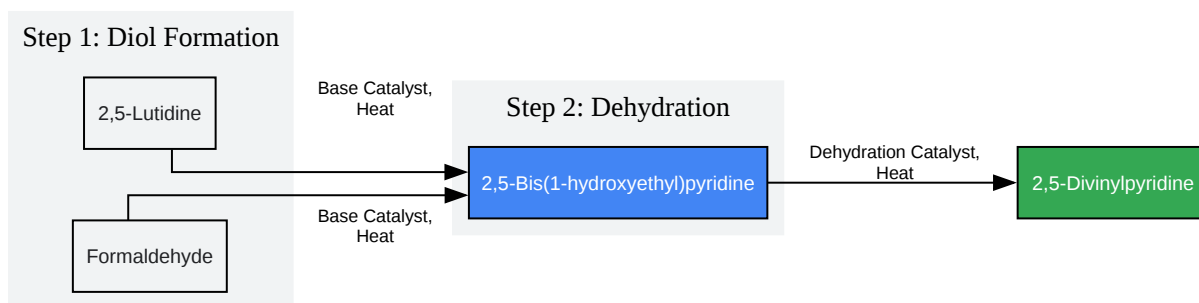 Step 1: Diol Formation
2,5-Lutidine
Base Catalyst,
Heat
Step 2: Dehydration
2,5-Bis(1-hydroxyethyl)pyridine
Dehydration Catalyst,
Heat
2,5-Divinylpyridine
Base Catalyst,
Heat
Formaldehyde